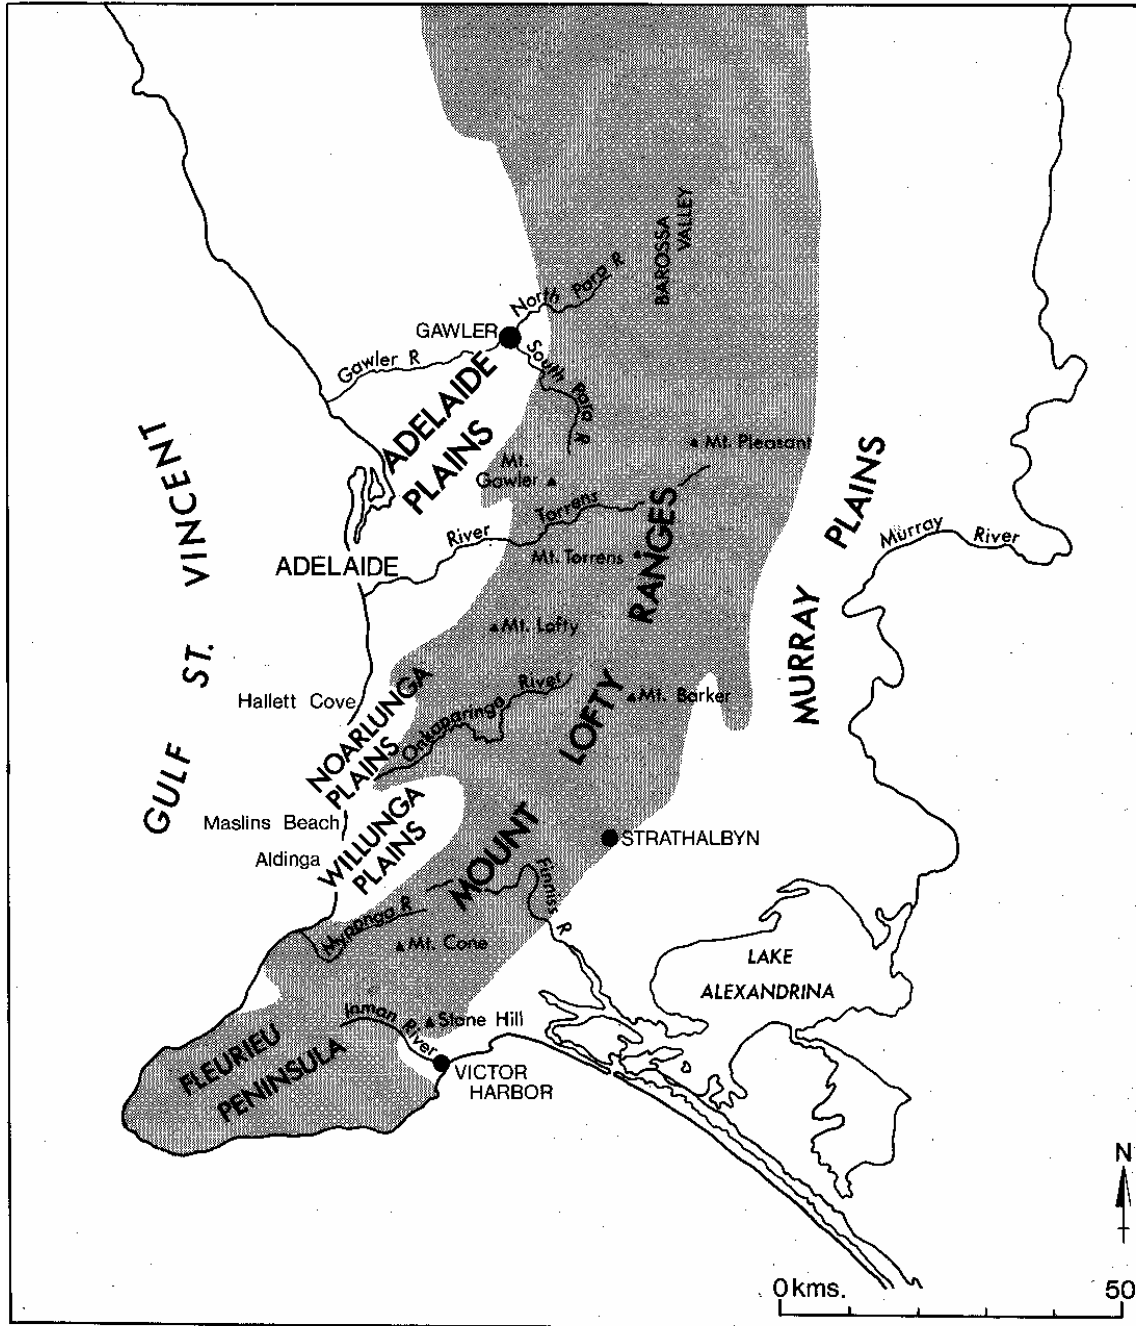 BAROSSA
VALLEY
North Para R
GAWLER
Gawler R
South Para R
ADELAIDE
PLAINS
Mt. Pleasant
Mt.
Gawler
River Torrens
Mt. Torrens
ADELAIDE
GULF ST. VINCENT
MURRAY PLAINS
Murray River
Mt. Lofty
Hallett Cove
NOARLUNGA
PLAINS
Onkaparinga River
Mt. Barker
MOUNT LOFTY RANGES
Maslins Beach
Aldinga
WILLUNGA
PLAINS
STRATHALBYN
Finniss R
Myponga R
Mt. Cone
LAKE
ALEXANDRINA
Inman River
Stone Hill
FLEURIEU
PENINSULA
VICTOR
HARBOR
N
0 kms. 50